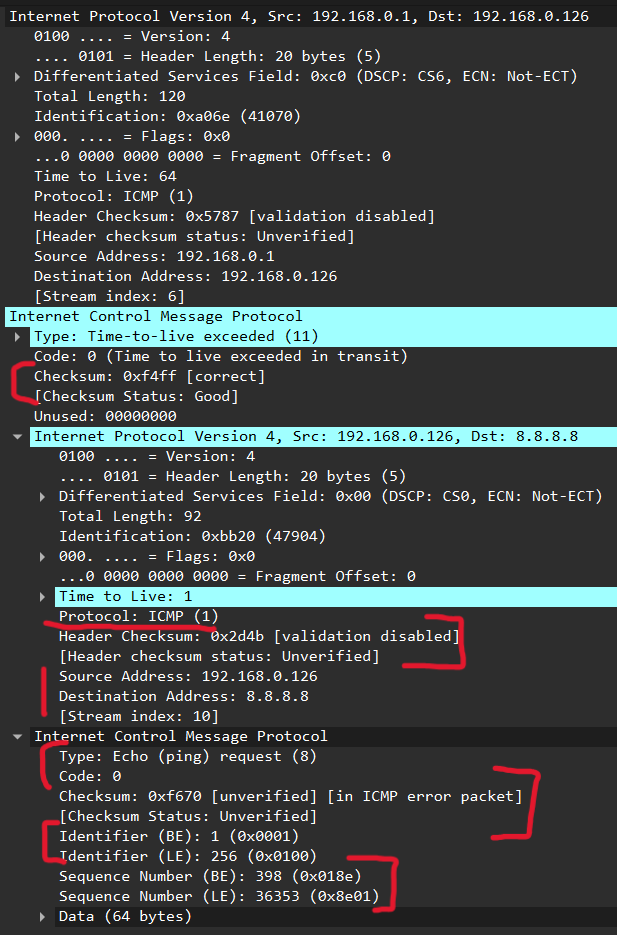 Internet Protocol Version 4, Src: 192.168.0.1, Dst: 192.168.0.126
0100 .... = Version: 4
.... 0101 = Header Length: 20 bytes (5)
Differentiated Services Field: 0xc0 (DSCP: CS6, ECN: Not-ECT)
Total Length: 120
Identification: 0xa06e (41070)
000. .... = Flags: 0x0
...0 0000 0000 0000 = Fragment Offset: 0
Time to Live: 64
Protocol: ICMP (1)
Header Checksum: 0x5787 [validation disabled]
[Header checksum status: Unverified]
Source Address: 192.168.0.1
Destination Address: 192.168.0.126
[Stream index: 6]
Internet Control Message Protocol
Type: Time-to-live exceeded (11)
Code: 0 (Time to live exceeded in transit)
Checksum: 0xf4ff [correct]
[Checksum Status: Good]
Unused: 00000000
Internet Protocol Version 4, Src: 192.168.0.126, Dst: 8.8.8.8
0100 .... = Version: 4
.... 0101 = Header Length: 20 bytes (5)
Differentiated Services Field: 0x00 (DSCP: CS0, ECN: Not-ECT)
Total Length: 92
Identification: 0xbb20 (47904)
000. .... = Flags: 0x0
...0 0000 0000 0000 = Fragment Offset: 0
Time to Live: 1
Protocol: ICMP (1)
Header Checksum: 0x2d4b [validation disabled]
[Header checksum status: Unverified]
Source Address: 192.168.0.126
Destination Address: 8.8.8.8
[Stream index: 10]
Internet Control Message Protocol
Type: Echo (ping) request (8)
Code: 0
Checksum: 0xf670 [unverified] [in ICMP error packet]
[Checksum Status: Unverified]
Identifier (BE): 1 (0x0001)
Identifier (LE): 256 (0x0100)
Sequence Number (BE): 398 (0x018e)
Sequence Number (LE): 36353 (0x8e01)
Data (64 bytes)